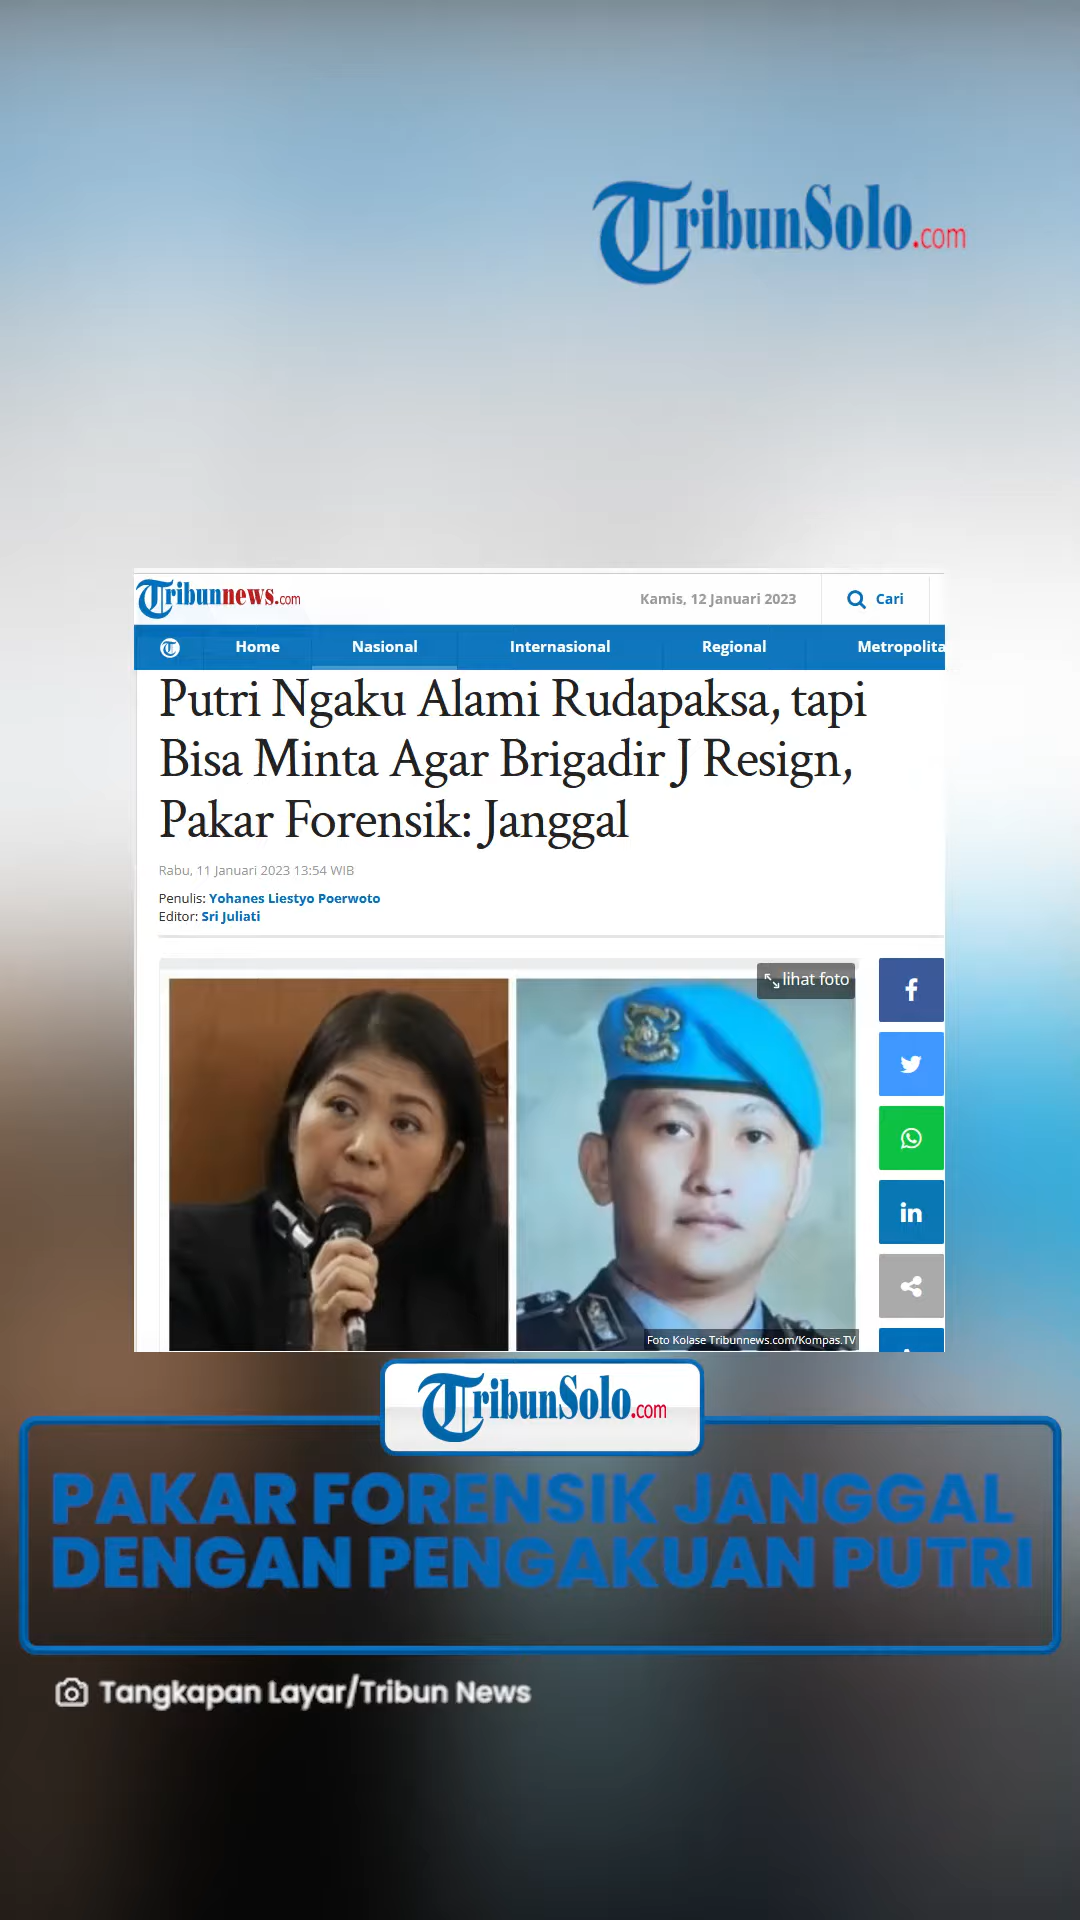 TribunSolo.com
Tribunnews.com
Kamis, 12 Januari 2023
Cari
Home
Nasional
Internasional
Regional
Metropolita
Putri Ngaku Alami Rudapaksa, tapi
Bisa Minta Agar Brigadir J Resign,
Pakar Forensik: Janggal
Rabu, 11 Januari 2023 13:54 WIB
Penulis: Yohanes Liestyo Poerwoto
Editor: Sri Juliati
lihat foto
Foto Kolase Tribunnews.com/Kompas.TV
TribunSolo.com
PAKAR FORENSIK JANGGAL
DENGAN PENGAKUAN PUTRI
Tangkapan Layar/Tribun News